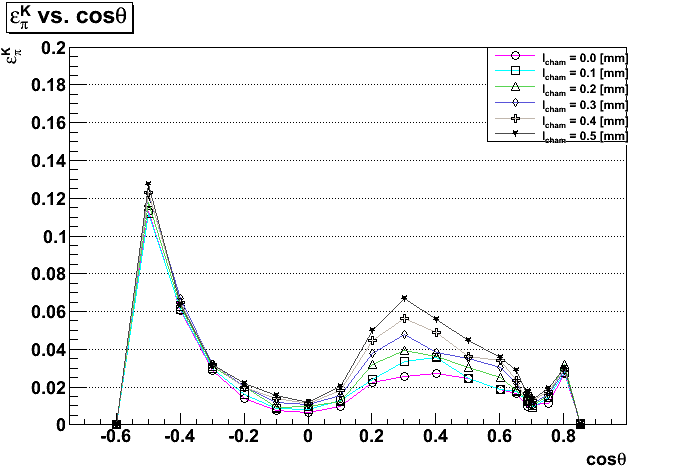 ε_π^K vs. cosθ
ε_π^K
0.2
0.18
0.16
0.14
0.12
0.1
0.08
0.06
0.04
0.02
0
l_cham = 0.0 [mm]
l_cham = 0.1 [mm]
l_cham = 0.2 [mm]
l_cham = 0.3 [mm]
l_cham = 0.4 [mm]
l_cham = 0.5 [mm]
-0.6 -0.4 -0.2 0 0.2 0.4 0.6 0.8
cosθ